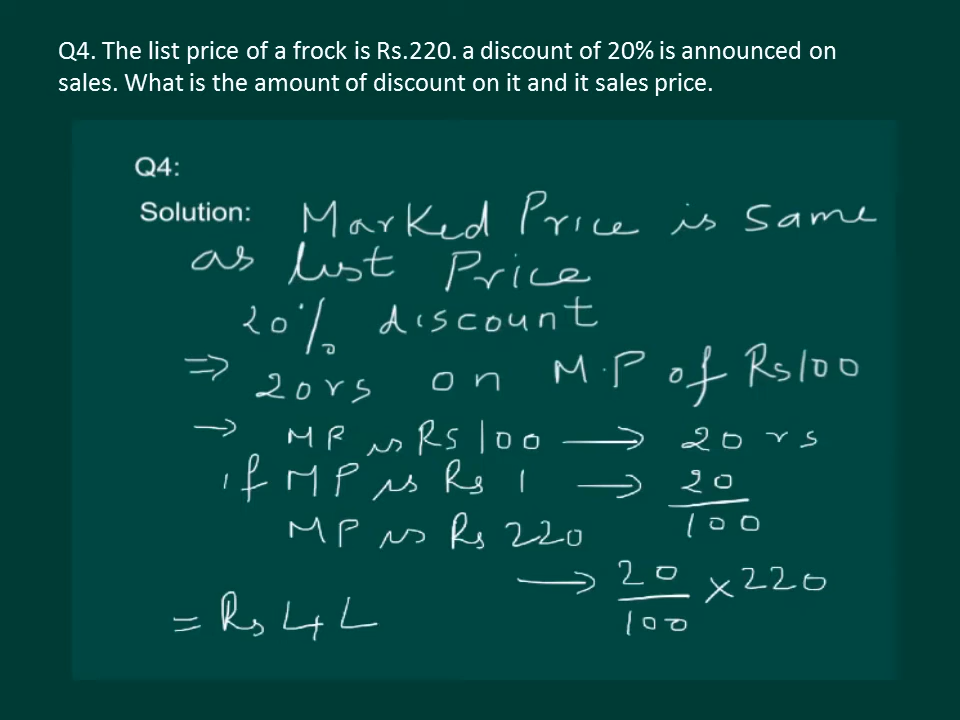 Q4. The list price of a frock is Rs.220. a discount of 20% is announced on
sales. What is the amount of discount on it and it sales price.
Q4:
Solution: Marked Price is same
as list Price
20% discount
⇒ 20rs on M.P of Rs100
→ MP is RS 100 → 20 rs
if MP is Rs 1 → 20/100
MP is Rs 220
→ 20/100 × 220
= Rs 44